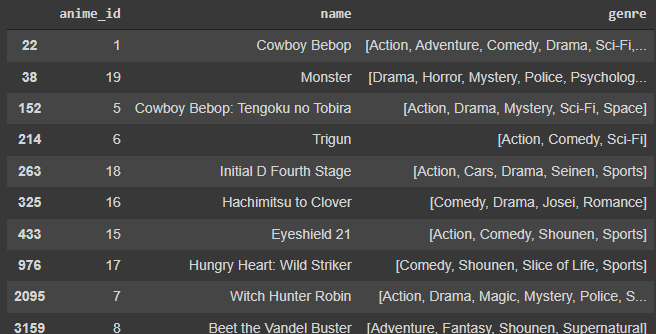 anime_id name genre
22 1 Cowboy Bebop [Action, Adventure, Comedy, Drama, Sci-Fi,...
38 19 Monster [Drama, Horror, Mystery, Police, Psycholog...
152 5 Cowboy Bebop: Tengoku no Tobira [Action, Drama, Mystery, Sci-Fi, Space]
214 6 Trigun [Action, Comedy, Sci-Fi]
263 18 Initial D Fourth Stage [Action, Cars, Drama, Seinen, Sports]
325 16 Hachimitsu to Clover [Comedy, Drama, Josei, Romance]
433 15 Eyeshield 21 [Action, Comedy, Shounen, Sports]
976 17 Hungry Heart: Wild Striker [Comedy, Shounen, Slice of Life, Sports]
2095 7 Witch Hunter Robin [Action, Drama, Magic, Mystery, Police, S...
3159 8 Beet the Vandel Buster [Adventure, Fantasy, Shounen, Supernatural]